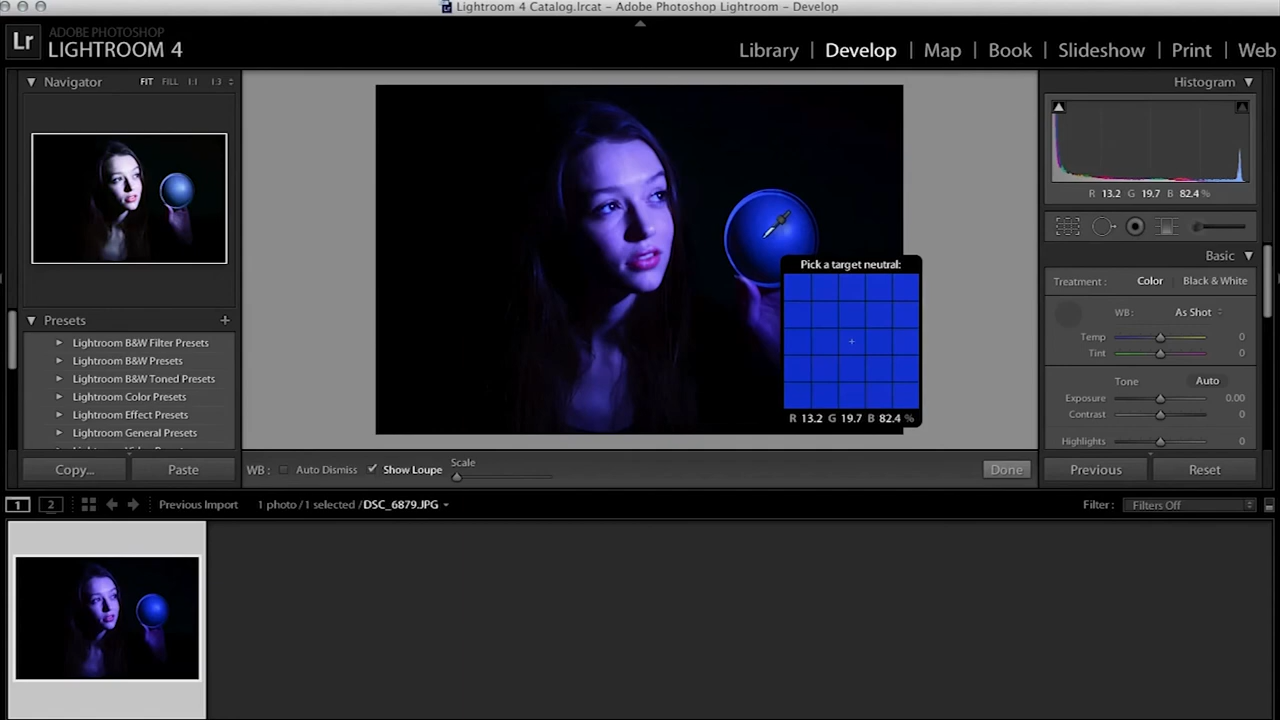 Lightroom 4 Catalog.lrcat – Adobe Photoshop Lightroom - Develop
Lr
ADOBE PHOTOSHOP
LIGHTROOM 4
Library | Develop | Map | Book | Slideshow | Print | Web
Navigator FIT FILL 1:1 1:3
Histogram
R 13.2 G 19.7 B 82.4 %
Pick a target neutral:
R 13.2 G 19.7 B 82.4 %
Basic
Treatment : Color Black & White
WB: As Shot
Temp 0
Tint 0
Tone Auto
Exposure 0.00
Contrast 0
Highlights 0
Presets +
Lightroom B&W Filter Presets
Lightroom B&W Presets
Lightroom B&W Toned Presets
Lightroom Color Presets
Lightroom Effect Presets
Lightroom General Presets
Copy... Paste
WB : Auto Dismiss Show Loupe Scale
Done
Previous Reset
1 2 Previous Import 1 photo / 1 selected / DSC_6879.JPG
Filter : Filters Off